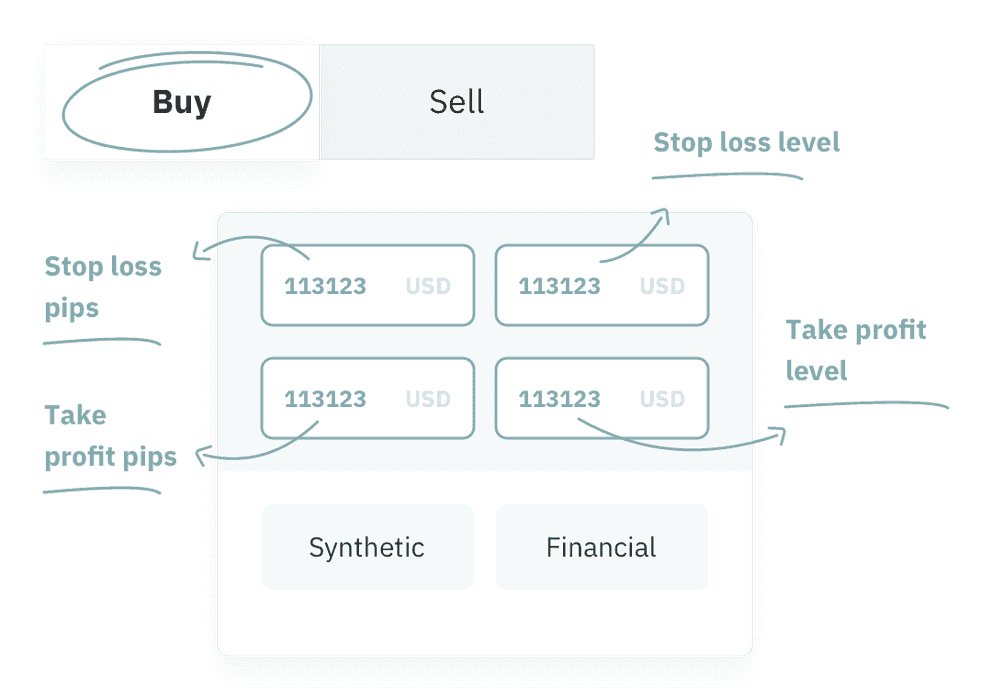 Buy
Sell
Stop loss level
Stop loss
pips
113123 USD
113123 USD
Take profit
level
Take
profit pips
113123 USD
113123 USD
Synthetic
Financial